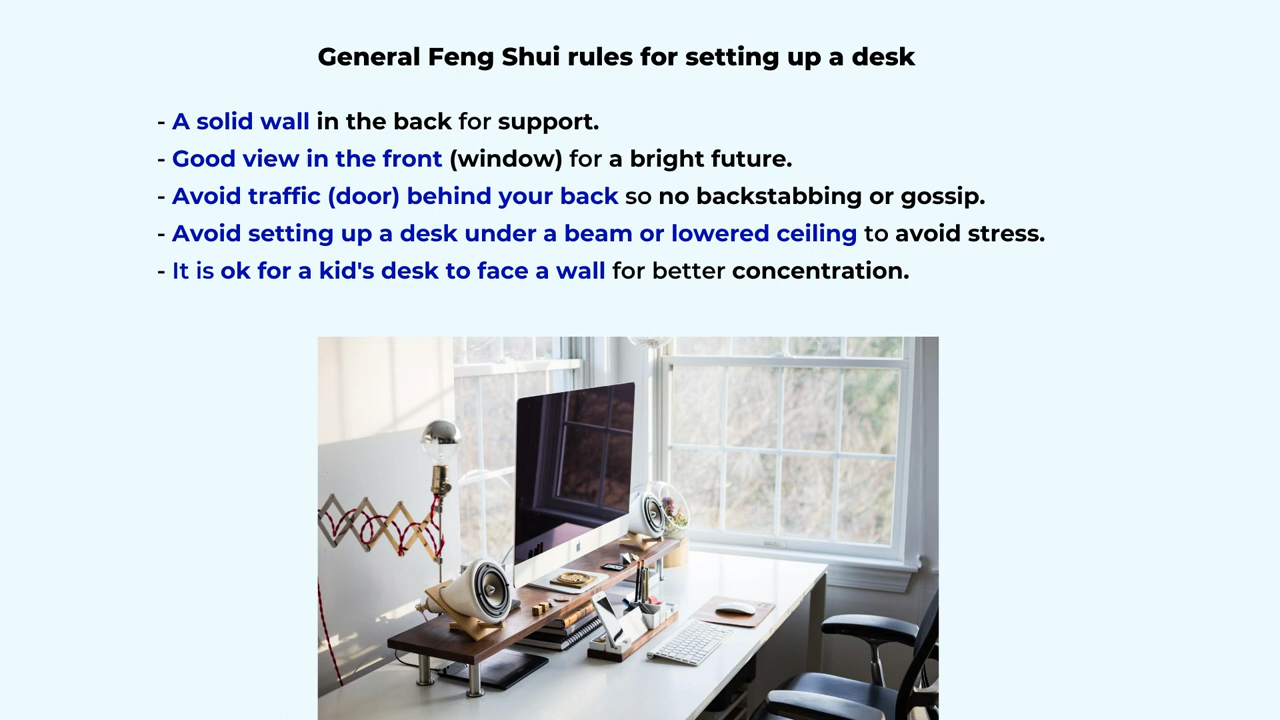 General Feng Shui rules for setting up a desk
- A solid wall in the back for support.
- Good view in the front (window) for a bright future.
- Avoid traffic (door) behind your back so no backstabbing or gossip.
- Avoid setting up a desk under a beam or lowered ceiling to avoid stress.
- It is ok for a kid's desk to face a wall for better concentration.